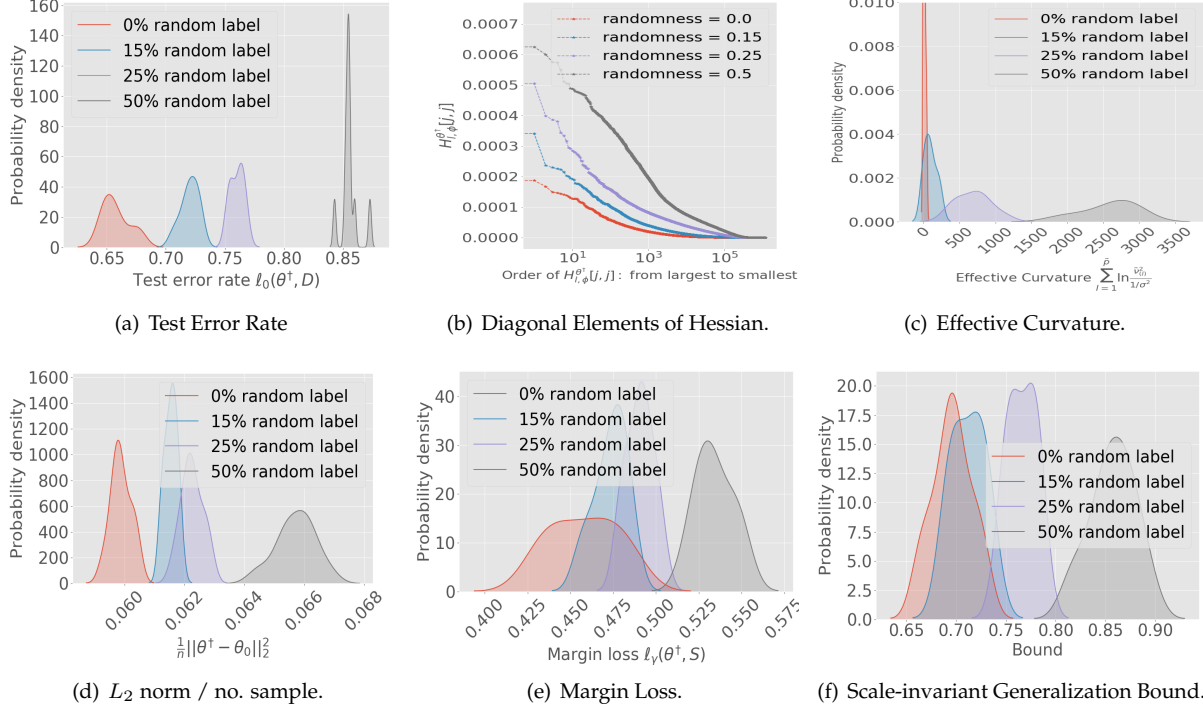 160
140
120
100
80
60
40
20
0
Probability density
0% random label
15% random label
25% random label
50% random label
0.65 0.70 0.75 0.80 0.85
Test error rate ℓ₀(θ†, D)
(a) Test Error Rate
0.0007
0.0006
0.0005
0.0004
0.0003
0.0002
0.0001
0.0000
H^{θ†}_{l,ϕ}[j, j]
randomness = 0.0
randomness = 0.15
randomness = 0.25
randomness = 0.5
10¹ 10³ 10⁵
Order of H^{θ†}_{l,ϕ}[j, j]: from largest to smallest
(b) Diagonal Elements of Hessian.
0.010
0.008
0.006
0.004
0.002
0.000
Probability density
0% random label
15% random label
25% random label
50% random label
0 500 1000 1500 2000 2500 3000 3500
(c) Effective Curvature.
1600
1400
1200
1000
800
600
400
200
0
Probability density
0% random label
15% random label
25% random label
50% random label
0.060 0.062 0.064 0.066 0.068
1/n ||θ† − θ₀||₂²
(d) L₂ norm / no. sample.
40
30
20
10
0
Probability density
0% random label
15% random label
25% random label
50% random label
0.400 0.425 0.450 0.475 0.500 0.525 0.550 0.575
Margin loss ℓ_γ(θ†, S)
(e) Margin Loss.
20.0
17.5
15.0
12.5
10.0
7.5
5.0
2.5
0.0
Probability density
0% random label
15% random label
25% random label
50% random label
0.65 0.70 0.75 0.80 0.85 0.90
Bound
(f) Scale-invariant Generalization Bound.